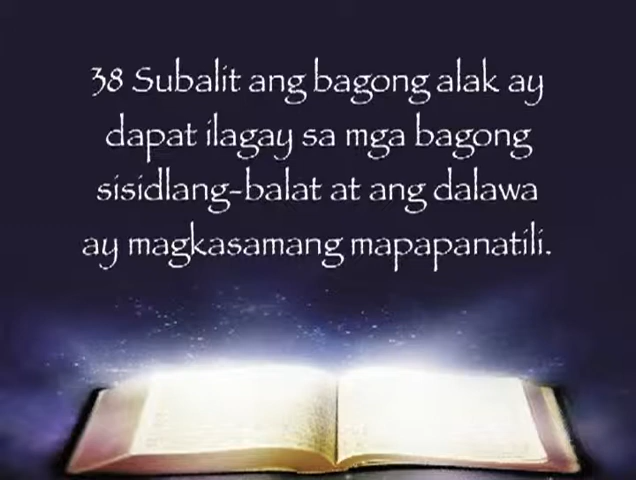 38 Subalit ang bagong alak ay
dapat ilagay sa mga bagong
sisidlang-balat at ang dalawa
ay magkasamang mapapanatili.